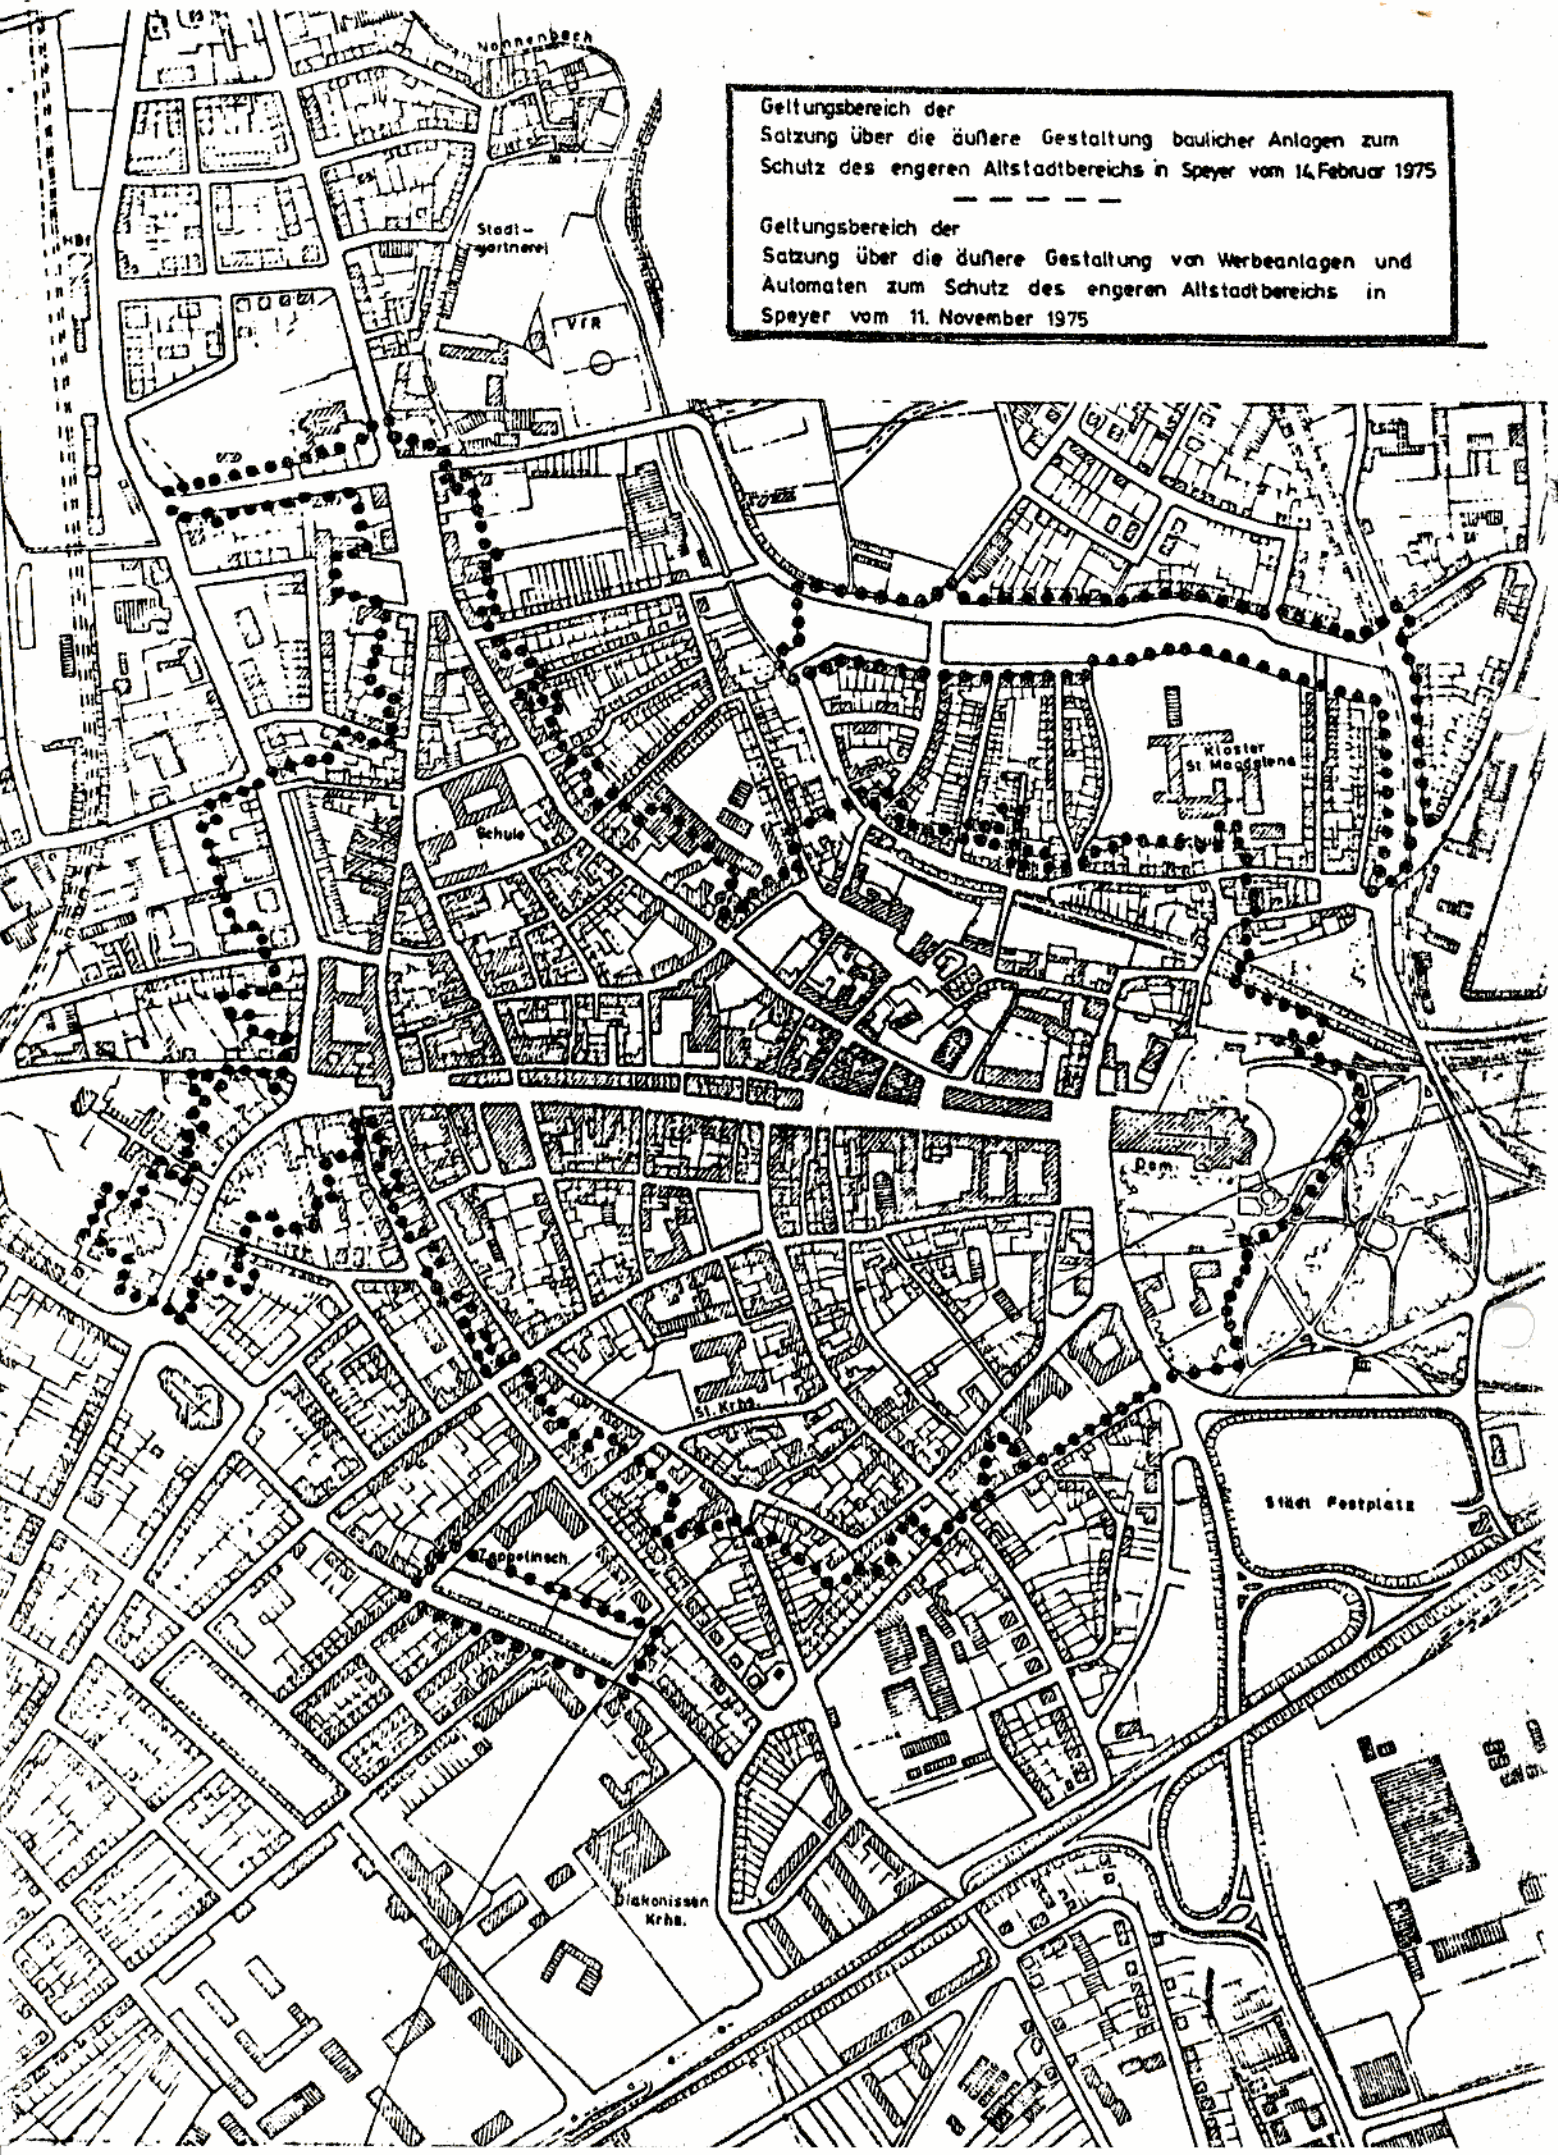 Nonnenbach
Geltungsbereich der
Satzung über die äußere Gestaltung baulicher Anlagen zum
Schutz des engeren Altstadtbereichs in Speyer vom 14. Februar 1975
Geltungsbereich der
Satzung über die äußere Gestaltung von Werbeanlagen und
Automaten zum Schutz des engeren Altstadtbereichs in
Speyer vom 11. November 1975
Stadt-
gärtnerei
HBf
VfR
Kloster
St. Magdalena
Schule
Dom
St. Krhs.
Städt Festplatz
Zeppelinsch.
Diakonissen
Krhs.